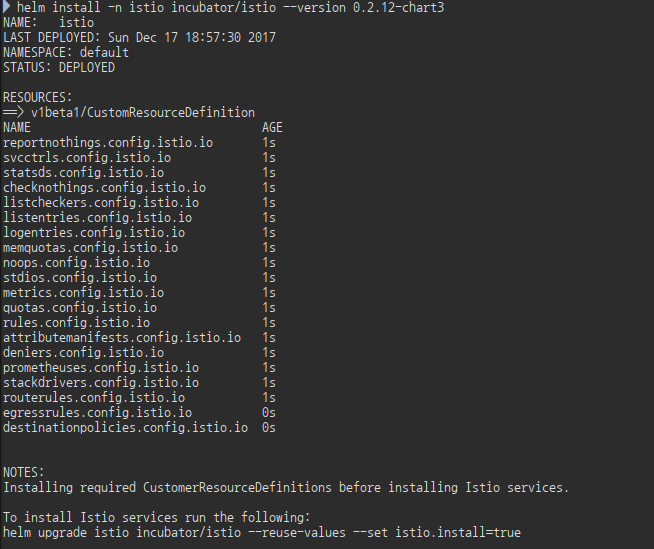 helm install -n istio incubator/istio --version 0.2.12-chart3
NAME:   istio
LAST DEPLOYED: Sun Dec 17 18:57:30 2017
NAMESPACE: default
STATUS: DEPLOYED

RESOURCES:
==> v1beta1/CustomResourceDefinition
NAME                                  AGE
reportnothings.config.istio.io        1s
svcctrls.config.istio.io              1s
statsds.config.istio.io               1s
checknothings.config.istio.io         1s
listcheckers.config.istio.io          1s
listentries.config.istio.io           1s
logentries.config.istio.io            1s
memquotas.config.istio.io             1s
noops.config.istio.io                 1s
stdios.config.istio.io                1s
metrics.config.istio.io               1s
quotas.config.istio.io                1s
rules.config.istio.io                 1s
attributemanifests.config.istio.io    1s
deniers.config.istio.io               1s
prometheuses.config.istio.io          1s
stackdrivers.config.istio.io          1s
routerules.config.istio.io            1s
egressrules.config.istio.io           0s
destinationpolicies.config.istio.io   0s

NOTES:
Installing required CustomerResourceDefinitions before installing Istio services.

To install Istio services run the following:
helm upgrade istio incubator/istio --reuse-values --set istio.install=true